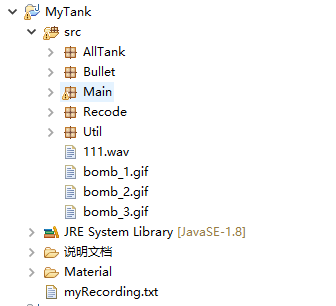 MyTank
src
AllTank
Bullet
Main
Recode
Util
111.wav
bomb_1.gif
bomb_2.gif
bomb_3.gif
JRE System Library [JavaSE-1.8]
说明文档
Material
myRecording.txt